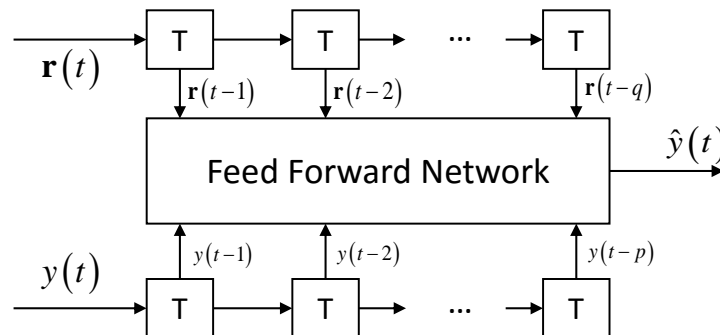 T T ... T
r(t)
r(t−1) r(t−2) r(t−q)
Feed Forward Network
ŷ(t)
y(t−1) y(t−2) y(t−p)
y(t)
T T ... T